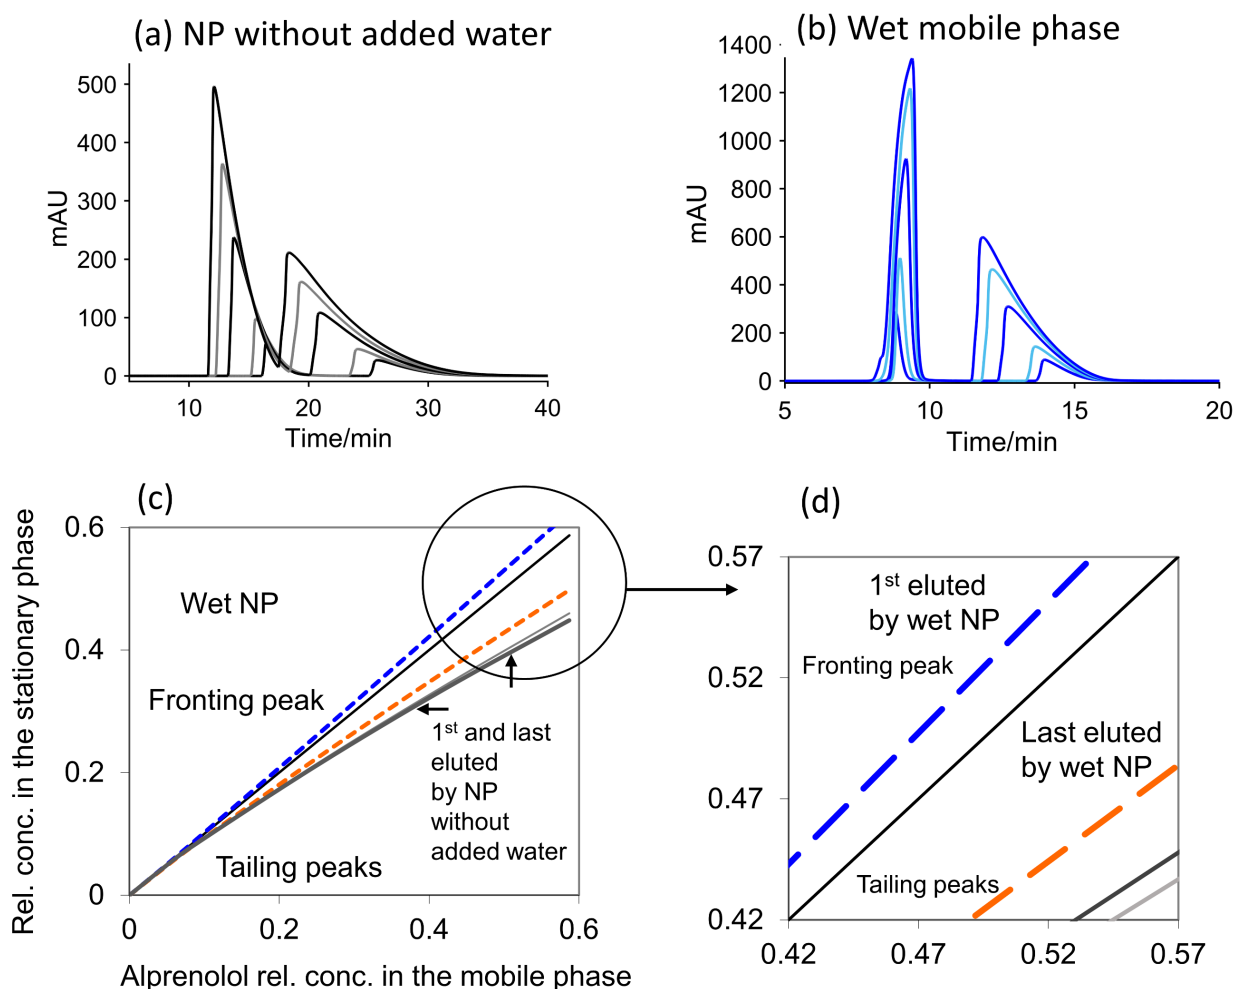 (a) NP without added water
500
400
300
200
100
0
mAU
10
20
30
40
Time/min
(b) Wet mobile phase
1400
1200
1000
800
600
400
200
0
mAU
5
10
15
20
Time/min
(c)
0.6
0.4
0.2
0
Rel. conc. in the stationary phase
Wet NP
Fronting peak
1st and last
eluted
by NP
without
added water
Tailing peaks
0
0.2
0.4
0.6
Alprenolol rel. conc. in the mobile phase
(d)
0.57
0.52
0.47
0.42
1st eluted
by wet NP
Fronting peak
Last eluted
by wet NP
Tailing peaks
0.42
0.47
0.52
0.57